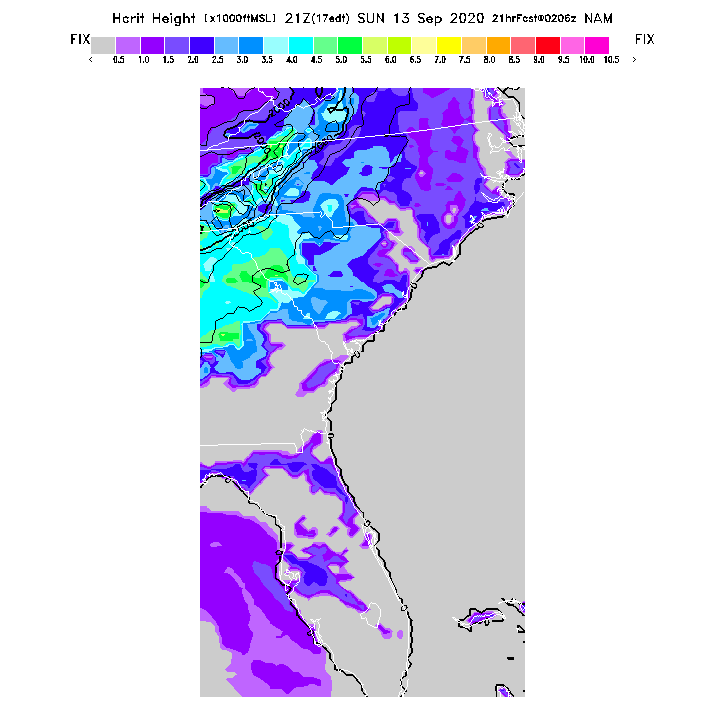 Hcrit Height [x1000ftMSL] 21Z(17edt) SUN 13 Sep 2020 21hrFcst@0206z NAM
FIX FIX
< 0.5 1.0 1.5 2.0 2.5 3.0 3.5 4.0 4.5 5.0 5.5 6.0 6.5 7.0 7.5 8.0 8.5 9.0 9.5 10.0 10.5 >